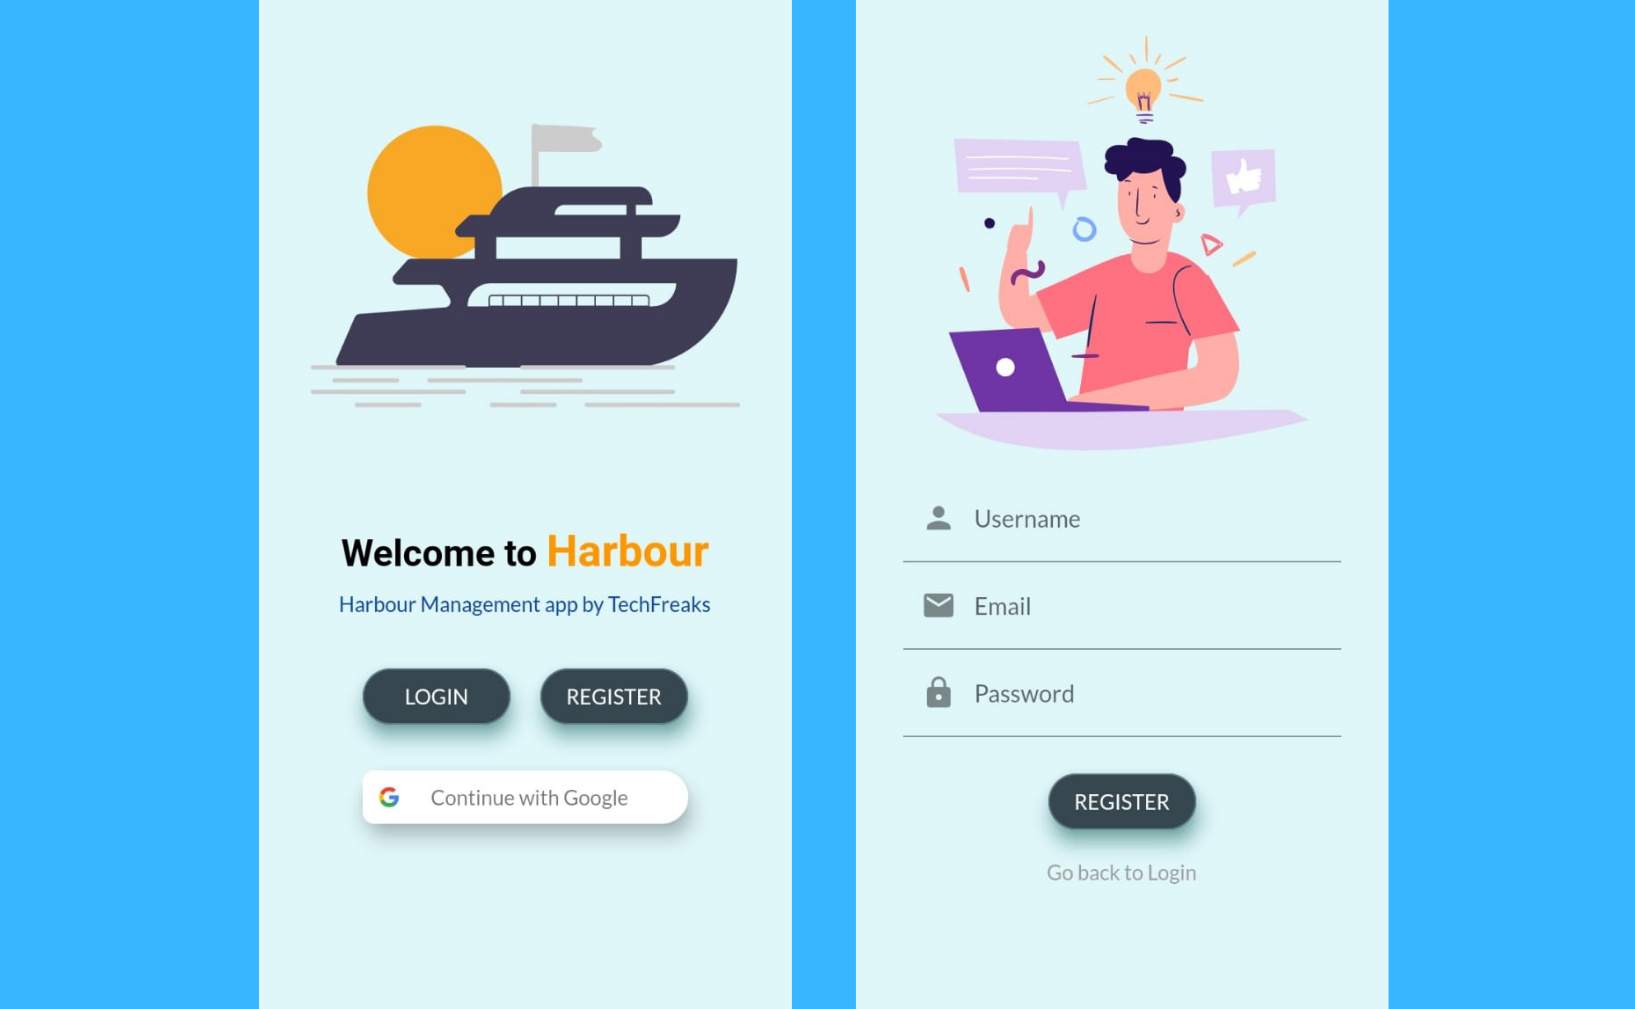 Welcome to Harbour
Harbour Management app by TechFreaks
LOGIN
REGISTER
Continue with Google
Username
Email
Password
REGISTER
Go back to Login